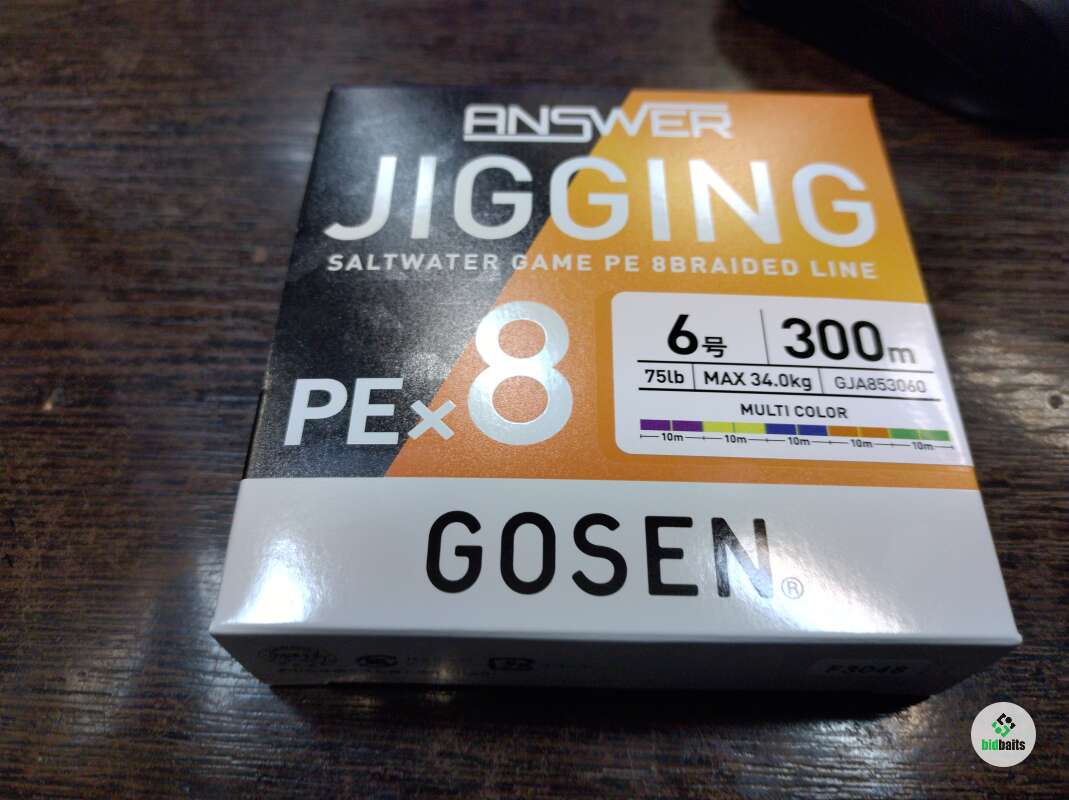 ANSWER
JIGGING
SALTWATER GAME PE 8BRAIDED LINE
PE×8
6号 300m
75lb MAX 34.0kg GJA853060
MULTI COLOR
10m 10m 10m 10m 10m
GOSEN®
F3048
bidbaits